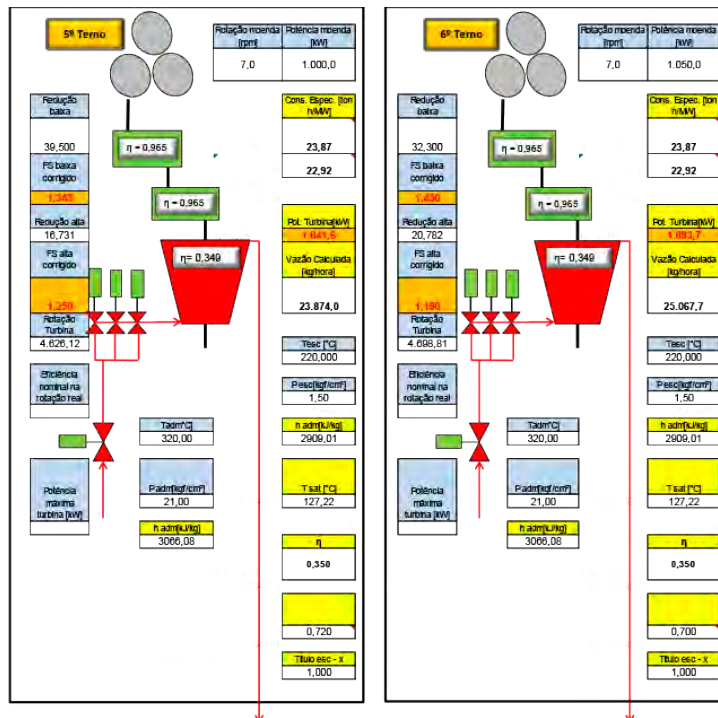 5º Terno
Rotação moenda
[rpm]
Potência moenda
[kW]
7,0
1.000,0
Redução
baixa
39,500
FS baixa
corrigido
Redução alta
16,731
FS alta
corrigido
1,250
Rotação
Turbina
4.626,12
Eficiência
nominal na
rotação real
Potência
máxima
turbina [kW]
η = 0,965
η = 0,965
η= 0,349
Cons. Espec. [ton
h/MW]
23,87
22,92
Pot. Turbina[kW]
1.041,6
Vazão Calculada
[kg/hora]
23.874,0
Tesc [°C]
220,000
Pesc[kgf/cm²]
1,50
h adm[kJ/kg]
2909,01
Tsat [°C]
127,22
η
0,350
0,720
Título esc - x
1,000
Tadm°C]
320,00
Padm[kgf/cm²]
21,00
h adm[kJ/kg]
3066,08
6º Terno
Rotação moenda
[rpm]
Potência moenda
[kW]
7,0
1.050,0
Redução
baixa
32,300
FS baixa
corrigido
1,450
Redução alta
20,782
FS alta
corrigido
Rotação
Turbina
4.698,81
Eficiência
nominal na
rotação real
Potência
máxima
turbina [kW]
η = 0,965
η = 0,965
η= 0,349
Cons. Espec. [ton
h/MW]
23,87
22,92
Pot. Turbina[kW]
1.093,7
Vazão Calculada
[kg/hora]
25.067,7
Tesc [°C]
220,000
Pesc[kgf/cm²]
1,50
h adm[kJ/kg]
2909,01
Tsat [°C]
127,22
η
0,350
0,700
Título esc - x
1,000
Tadm°C]
320,00
Padm[kgf/cm²]
21,00
h adm[kJ/kg]
3066,08